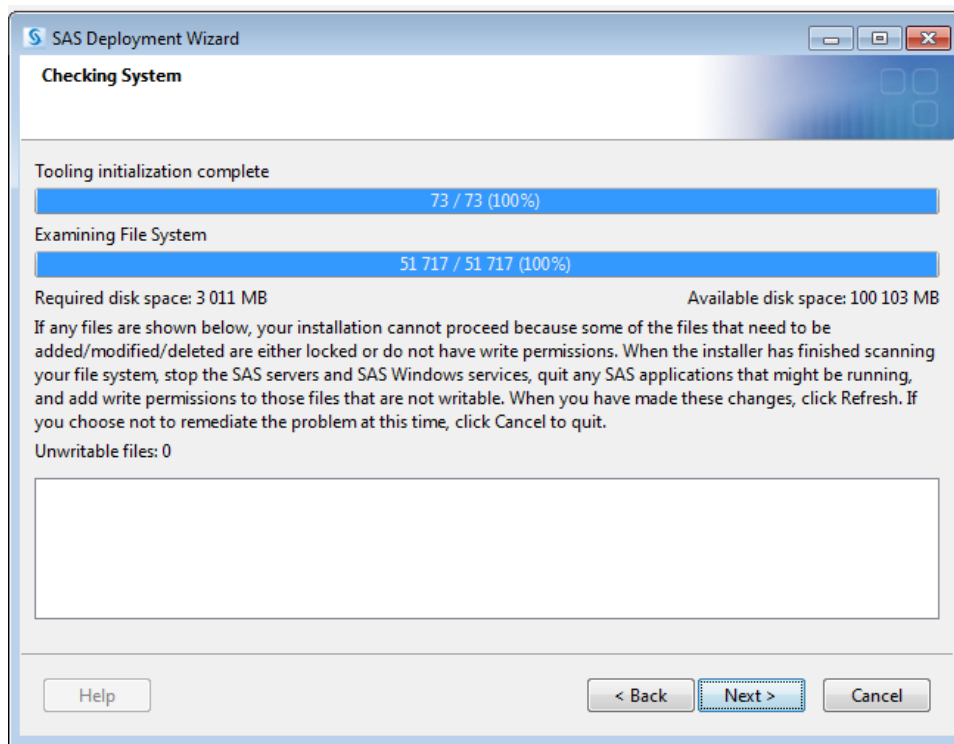 SAS Deployment Wizard
Checking System
Tooling initialization complete
73 / 73 (100%)
Examining File System
51 717 / 51 717 (100%)
Required disk space: 3 011 MB
Available disk space: 100 103 MB
If any files are shown below, your installation cannot proceed because some of the files that need to be
added/modified/deleted are either locked or do not have write permissions. When the installer has finished scanning
your file system, stop the SAS servers and SAS Windows services, quit any SAS applications that might be running,
and add write permissions to those files that are not writable. When you have made these changes, click Refresh. If
you choose not to remediate the problem at this time, click Cancel to quit.
Unwritable files: 0
Help
< Back
Next >
Cancel